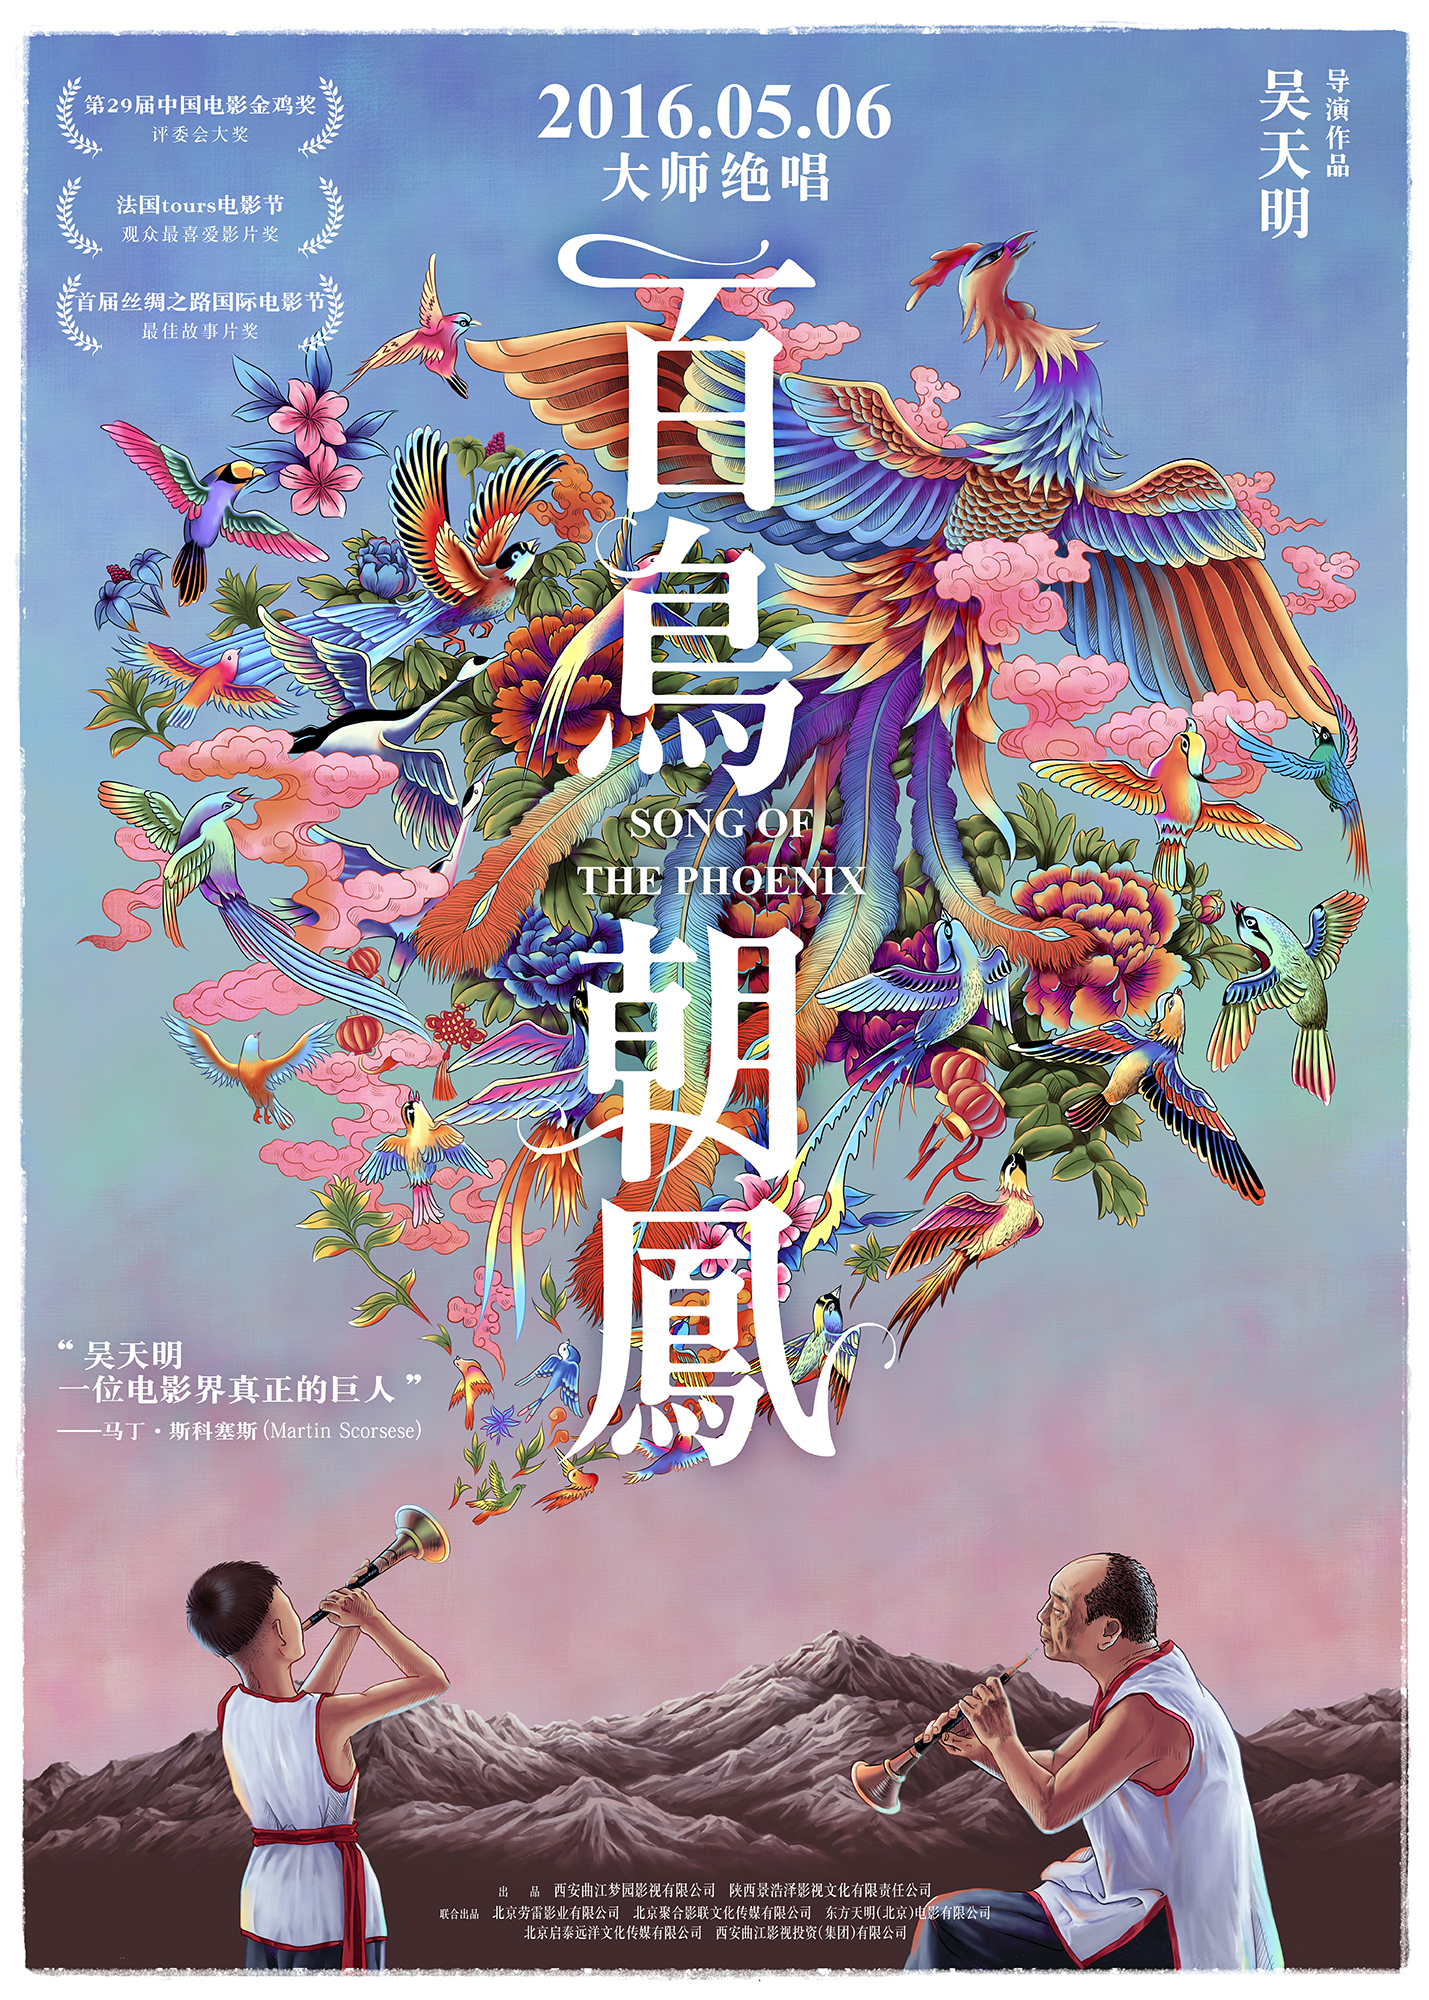 第29届中国电影金鸡奖
评委会大奖
法国tours电影节
观众最喜爱影片奖
首届丝绸之路国际电影节
最佳故事片奖
2016.05.06
大师绝唱
导演作品
吴天明
百鳥朝鳳
SONG OF
THE PHOENIX
“吴天明
一位电影界真正的巨人”
——马丁·斯科塞斯(Martin Scorsese)
出 品 西安曲江梦园影视有限公司 陕西景浩泽影视文化有限责任公司
联合出品 北京劳雷影业有限公司 北京聚合影联文化传媒有限公司 东方天明(北京)电影有限公司
北京启泰远洋文化传媒有限公司 西安曲江影视投资(集团)有限公司